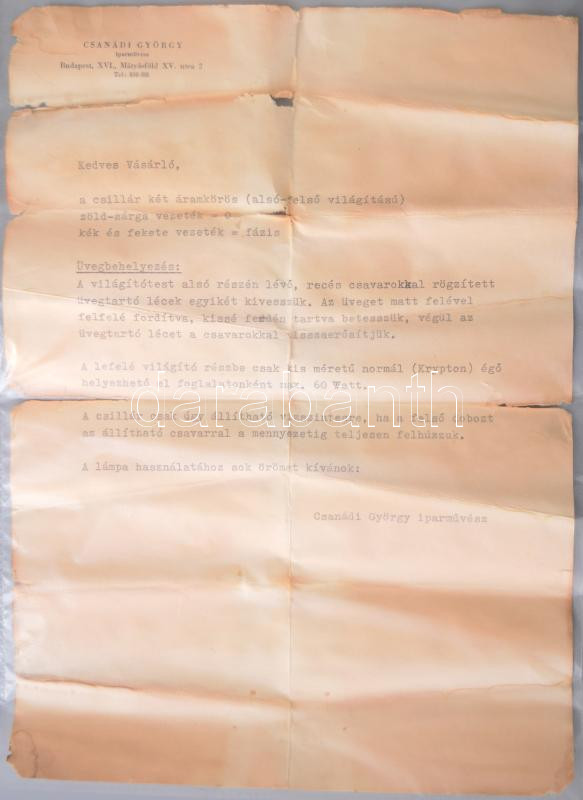 CSANÁDI GYÖRGY
iparművész
Budapest, XVI., Mátyásföld XV. utca 2
Kedves Vásárló,
a csillár két áramkörös (alsó-felső világítású)
zöld-sárga vezeték = 0
kék és fekete vezeték = fázis
Üvegbehelyezés:
A világítótest alsó részén lévő, recés csavarokkal rögzített
üvegtartó lécek egyikét kivesszük. Az üveget matt felével
felfelé fordítva, kissé ferdén tartva betesszük, végül az
üvegtartó lécet a csavarokkal visszaerősítjük.
A lefelé világító részbe csak kis méretű normál (Krypton) égő
helyezhető el foglalatonként max. 60 Watt.
A csillár csak úgy állítható vízszintesre, ha a felső dobozt
az állítható csavarral a mennyezetig teljesen felhúzzuk.
A lámpa használatához sok örömet kívánok:
Csanádi György iparművész
darabanth